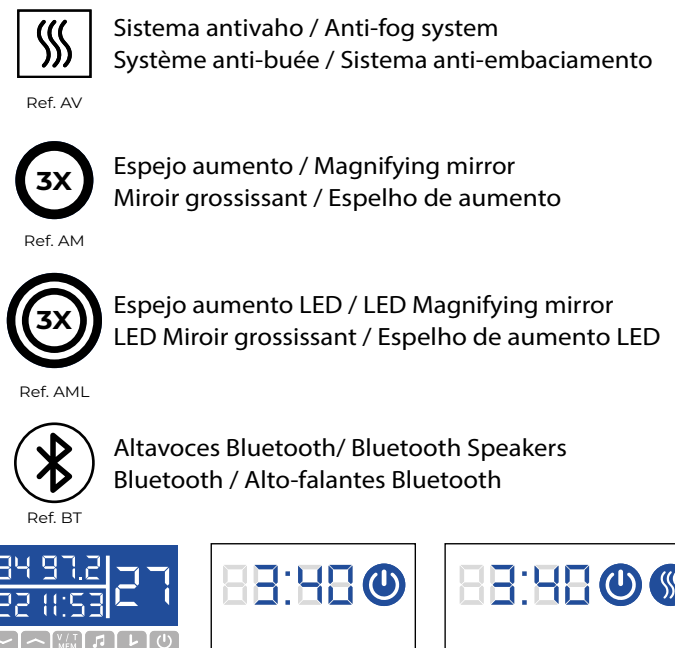 Sistema antivaho / Anti-fog system
Système anti-buée / Sistema anti-embaciamento
Ref. AV
3X
Espejo aumento / Magnifying mirror
Miroir grossissant / Espelho de aumento
Ref. AM
3X
Espejo aumento LED / LED Magnifying mirror
LED Miroir grossissant / Espelho de aumento LED
Ref. AML
Altavoces Bluetooth/ Bluetooth Speakers
Bluetooth / Alto-falantes Bluetooth
Ref. BT
97.2
27
11:53
V / T
MEM
3:40
3:40